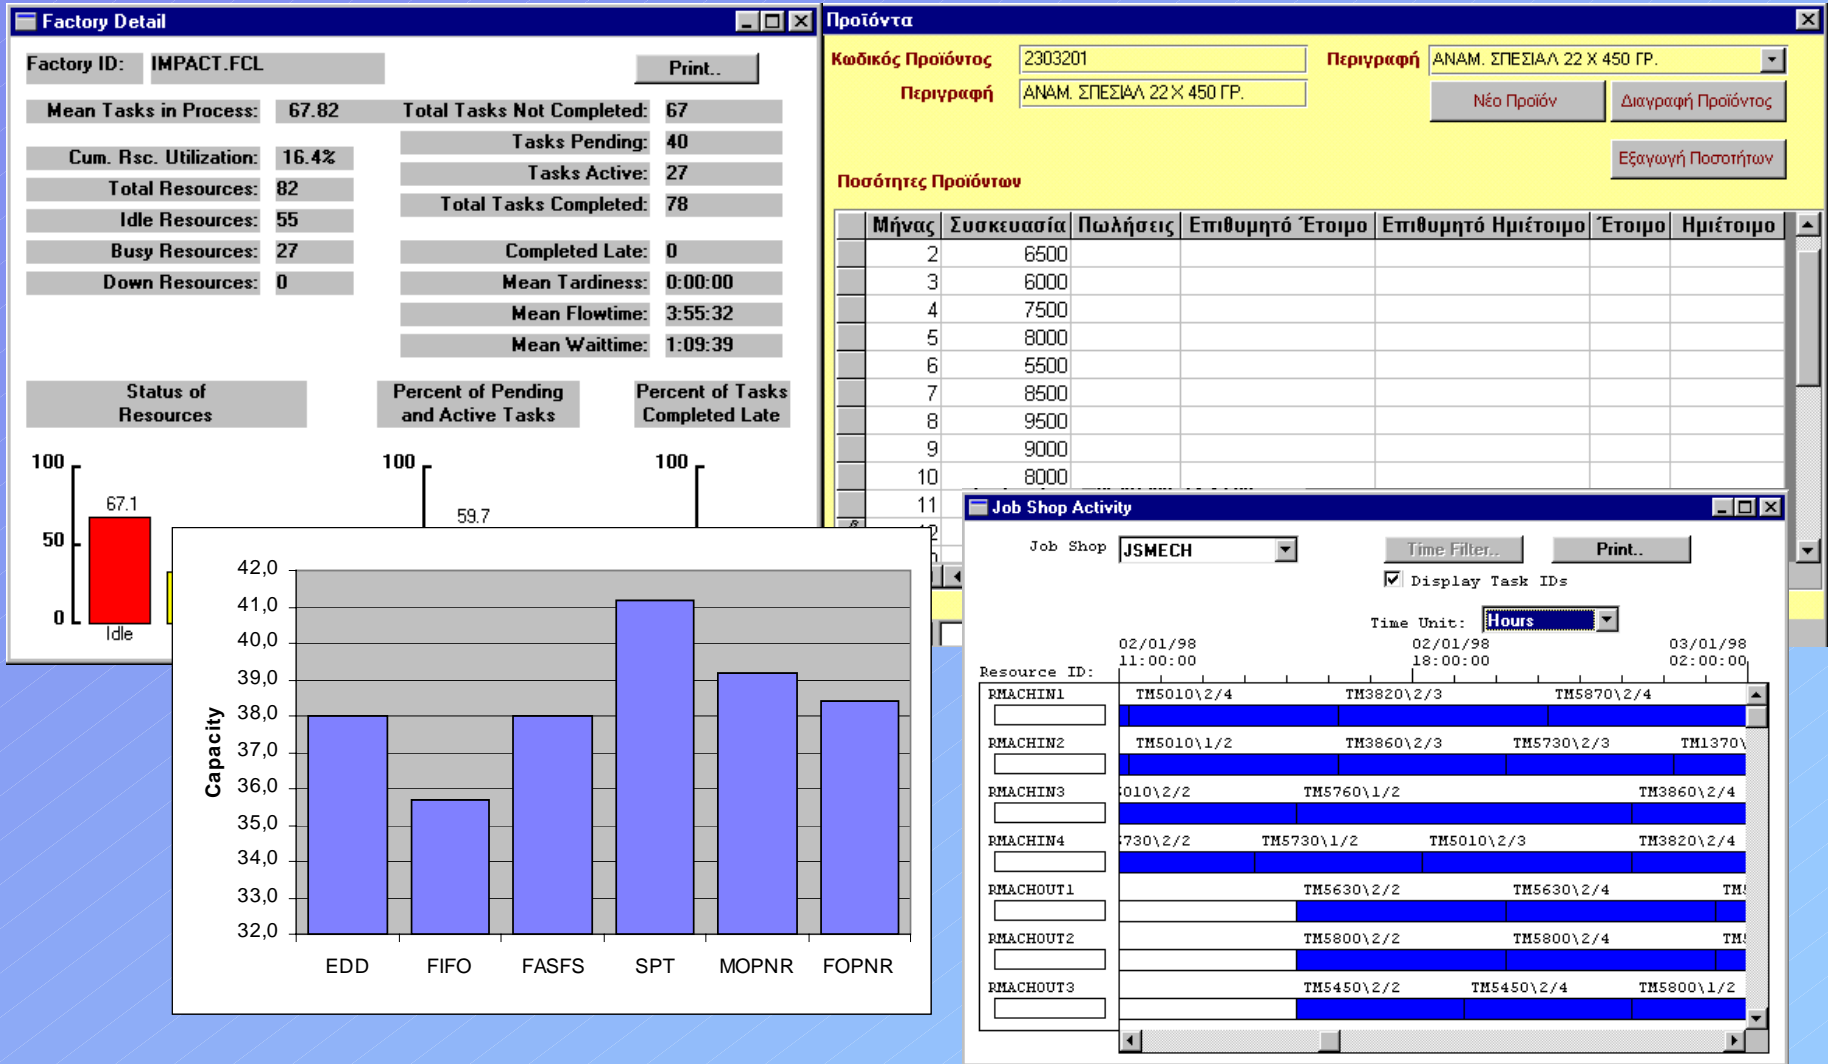 Factory Detail
Factory ID: IMPACT.FCL
Print..
Mean Tasks in Process: 67.82
Total Tasks Not Completed: 67
Tasks Pending: 40
Cum. Rsc. Utilization: 16.4%
Tasks Active: 27
Total Resources: 82
Total Tasks Completed: 78
Idle Resources: 55
Busy Resources: 27
Completed Late: 0
Down Resources: 0
Mean Tardiness: 0:00:00
Mean Flowtime: 3:55:32
Mean Waittime: 1:09:39
Status of
Resources
Percent of Pending
and Active Tasks
Percent of Tasks
Completed Late
100
67.1
50
0
Idle
100
59.7
100
Προϊόντα
Κωδικός Προϊόντος 2303201
Περιγραφή ΑΝΑΜ. ΣΠΕΣΙΑΛ 22 Χ 450 ΓΡ.
Περιγραφή ΑΝΑΜ. ΣΠΕΣΙΑΛ 22 Χ 450 ΓΡ.
Νέο Προϊόν
Διαγραφή Προϊόντος
Εξαγωγή Ποσοτήτων
Ποσότητες Προϊόντων
Μήνας Συσκευασία Πωλήσεις Επιθυμητό Έτοιμο Επιθυμητό Ημιέτοιμο Έτοιμο Ημιέτοιμο
2 6500
3 6000
4 7500
5 8000
6 5500
7 8500
8 9500
9 9000
10 8000
11
42,0
41,0
40,0
39,0
38,0
37,0
36,0
35,0
34,0
33,0
32,0
Capacity
EDD FIFO FASFS SPT MOPNR FOPNR
Job Shop Activity
Job Shop JSMECH
Time Filter..
Print..
Display Task IDs
Time Unit: Hours
02/01/98 02/01/98 03/01/98
11:00:00 18:00:00 02:00:00
Resource ID:
RMACHIN1 TM5010\2/4 TM3820\2/3 TM5870\2/4
RMACHIN2 TM5010\1/2 TM3860\2/3 TM5730\2/3 TM1370\
RMACHIN3 5010\2/2 TM5760\1/2 TM3860\2/4
RMACHIN4 5730\2/2 TM5730\1/2 TM5010\2/3 TM3820\2/4
RMACHOUT1 TM5630\2/2 TM5630\2/4
RMACHOUT2 TM5800\2/2 TM5800\2/4
RMACHOUT3 TM5450\2/2 TM5450\2/4 TM5800\1/2